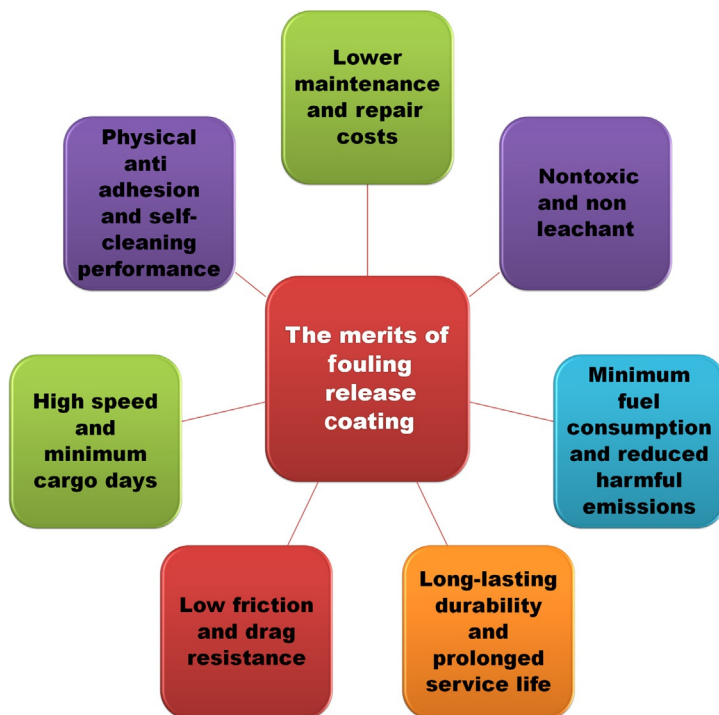 Lower
maintenance
and repair
costs
Physical
anti
adhesion
and self-
cleaning
performance
Nontoxic
and non
leachant
The merits of
fouling
release
coating
High speed
and
minimum
cargo days
Minimum
fuel
consumption
and reduced
harmful
emissions
Low friction
and drag
resistance
Long-lasting
durability
and
prolonged
service life